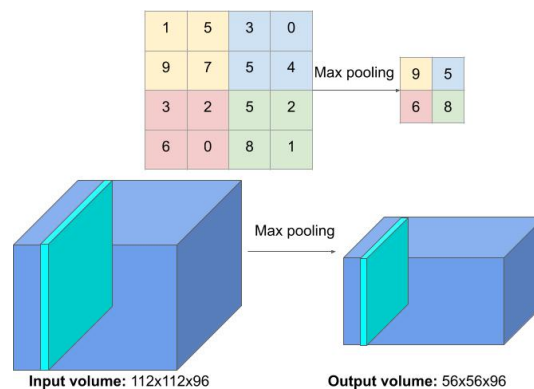 1 5 3 0
9 7 5 4
Max pooling
9 5
3 2 5 2
6 8
6 0 8 1
Max pooling
Input volume: 112x112x96
Output volume: 56x56x96